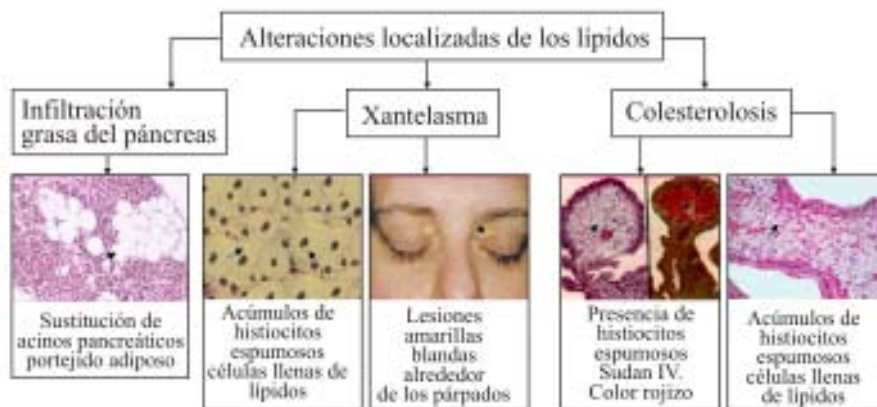 Alteraciones localizadas de los lípidos
Infiltración
grasa del páncreas
Xantelasma
Colesterolosis
Sustitución de
acinos pancreáticos
portejido adiposo
Acúmulos de
histiocitos
espumosos
células llenas de
lípidos
Lesiones
amarillas
blandas
alrededor
de los párpados
Presencia de
histiocitos
espumosos
Sudan IV.
Color rojizo
Acúmulos de
histiocitos
espumosos
células llenas
de lípidos